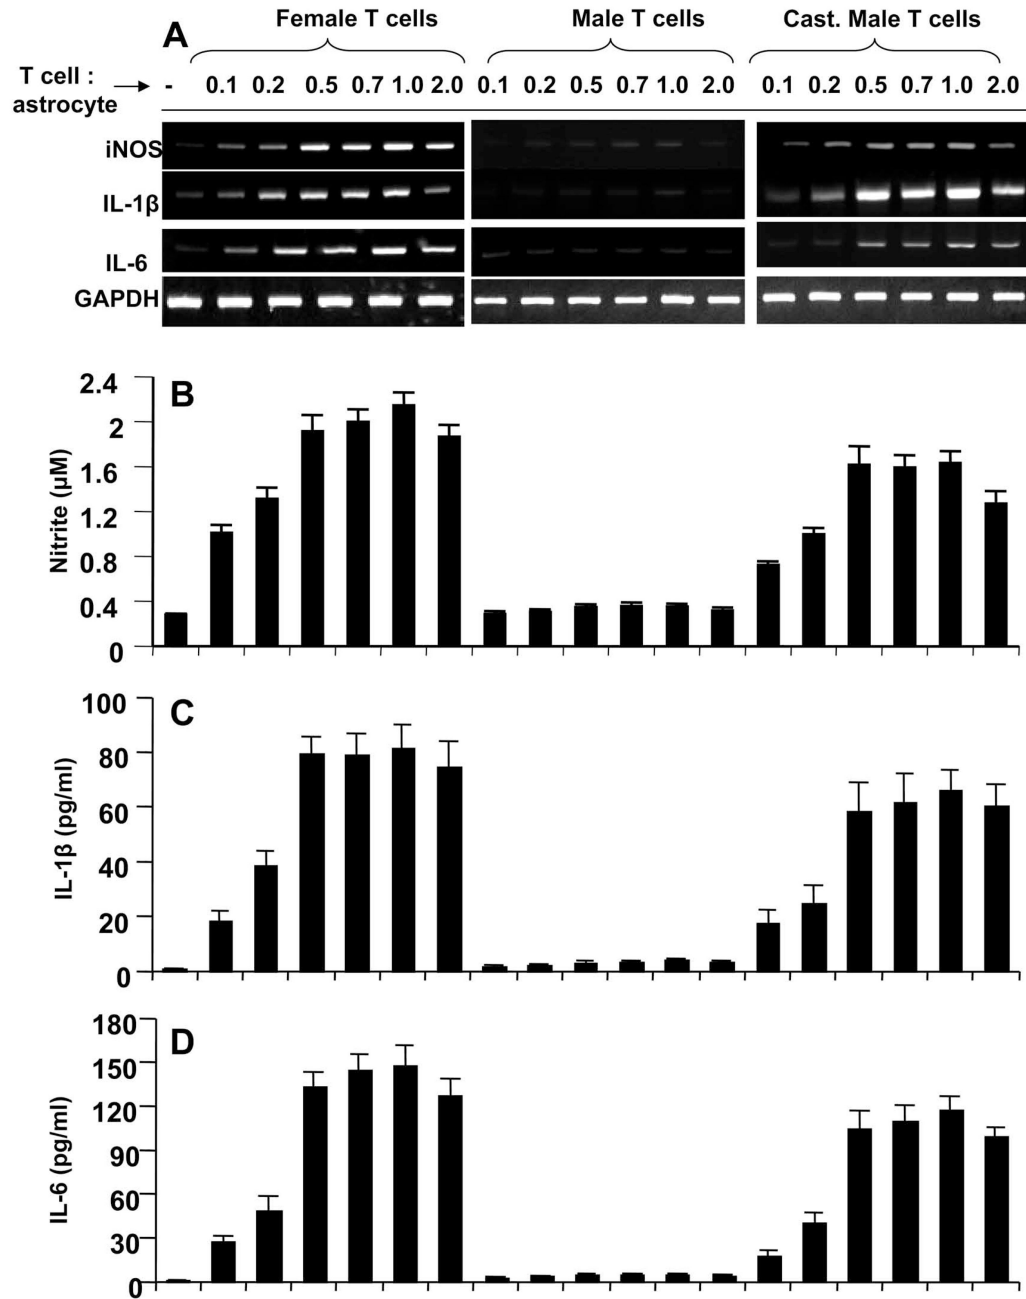 A
Female T cells Male T cells Cast. Male T cells
T cell :
astrocyte
- 0.1 0.2 0.5 0.7 1.0 2.0 0.1 0.2 0.5 0.7 1.0 2.0 0.1 0.2 0.5 0.7 1.0 2.0
iNOS
IL-1β
IL-6
GAPDH
B
Nitrite (µM)
2.4
2
1.6
1.2
0.8
0.4
0
C
IL-1β (pg/ml)
100
80
60
40
20
0
D
IL-6 (pg/ml)
180
150
120
90
60
30
0